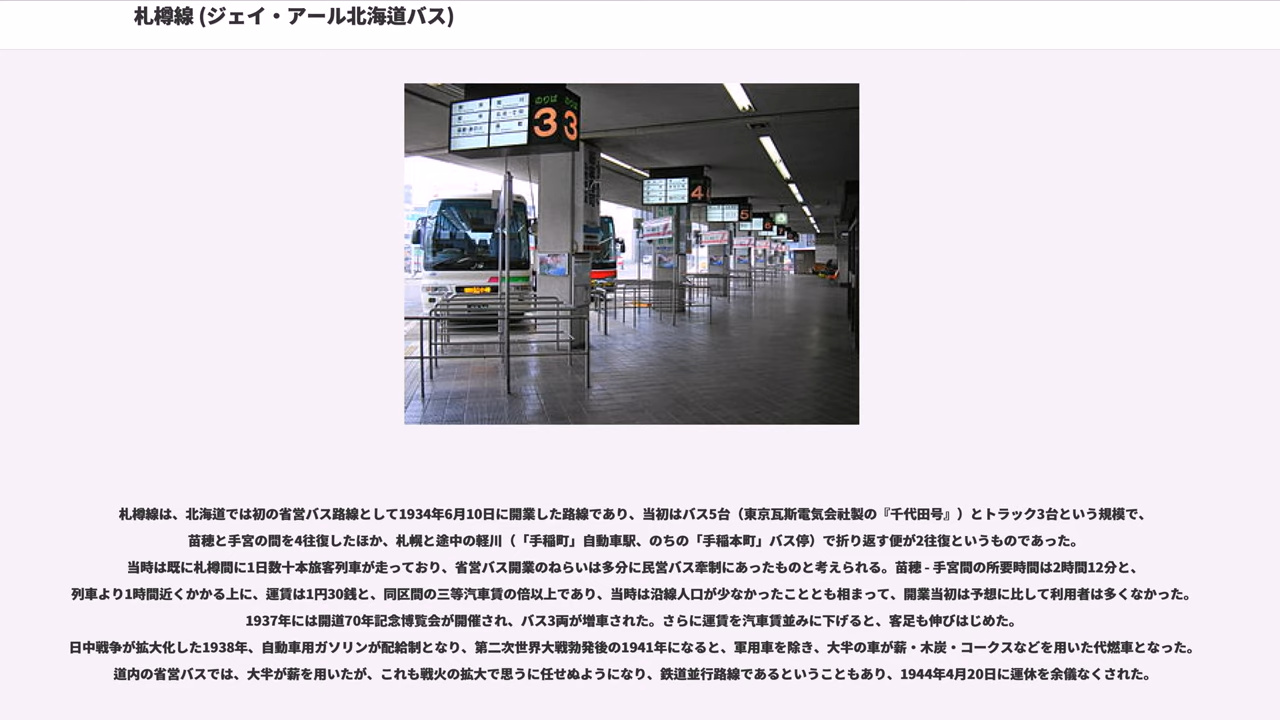 札樽線 (ジェイ・アール北海道バス)
のりば
3
3
4
5
6
札樽線は、北海道では初の省営バス路線として1934年6月10日に開業した路線であり、当初はバス5台（東京瓦斯電気会社製の『千代田号』）とトラック3台という規模で、
苗穂と手宮の間を4往復したほか、札幌と途中の軽川（「手稲町」自動車駅、のちの「手稲本町」バス停）で折り返す便が2往復というものであった。
当時は既に札樽間に1日数十本旅客列車が走っており、省営バス開業のねらいは多分に民営バス牽制にあったものと考えられる。苗穂 - 手宮間の所要時間は2時間12分と、
列車より1時間近くかかる上に、運賃は1円30銭と、同区間の三等汽車賃の倍以上であり、当時は沿線人口が少なかったこととも相まって、開業当初は予想に比して利用者は多くなかった。
1937年には開道70年記念博覧会が開催され、バス3両が増車された。さらに運賃を汽車賃並みに下げると、客足も伸びはじめた。
日中戦争が拡大化した1938年、自動車用ガソリンが配給制となり、第二次世界大戦勃発後の1941年になると、軍用車を除き、大半の車が薪・木炭・コークスなどを用いた代燃車となった。
道内の省営バスでは、大半が薪を用いたが、これも戦火の拡大で思うに任せぬようになり、鉄道並行路線であるということもあり、1944年4月20日に運休を余儀なくされた。